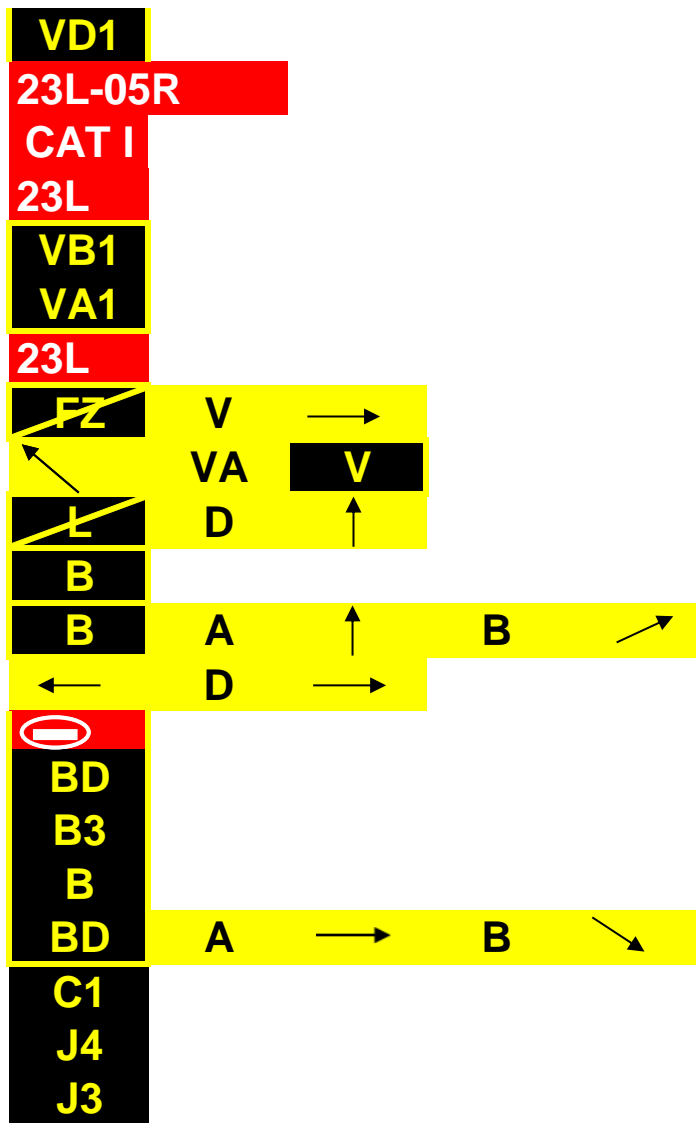 VD1
23L-05R
CAT I
23L
VB1
VA1
23L
FZ V →
↖ VA V
L D ↑
B
B A ↑ B ↗
← D →
BD
B3
B
BD A → B ↘
C1
J4
J3